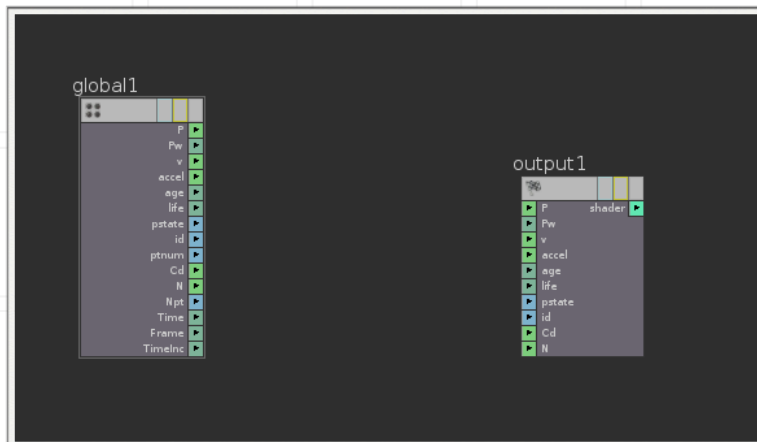 global1
P
Pw
v
accel
age
life
pstate
id
ptnum
Cd
N
Npt
Time
Frame
TimeInc
output1
P shader
Pw
v
accel
age
life
pstate
id
Cd
N